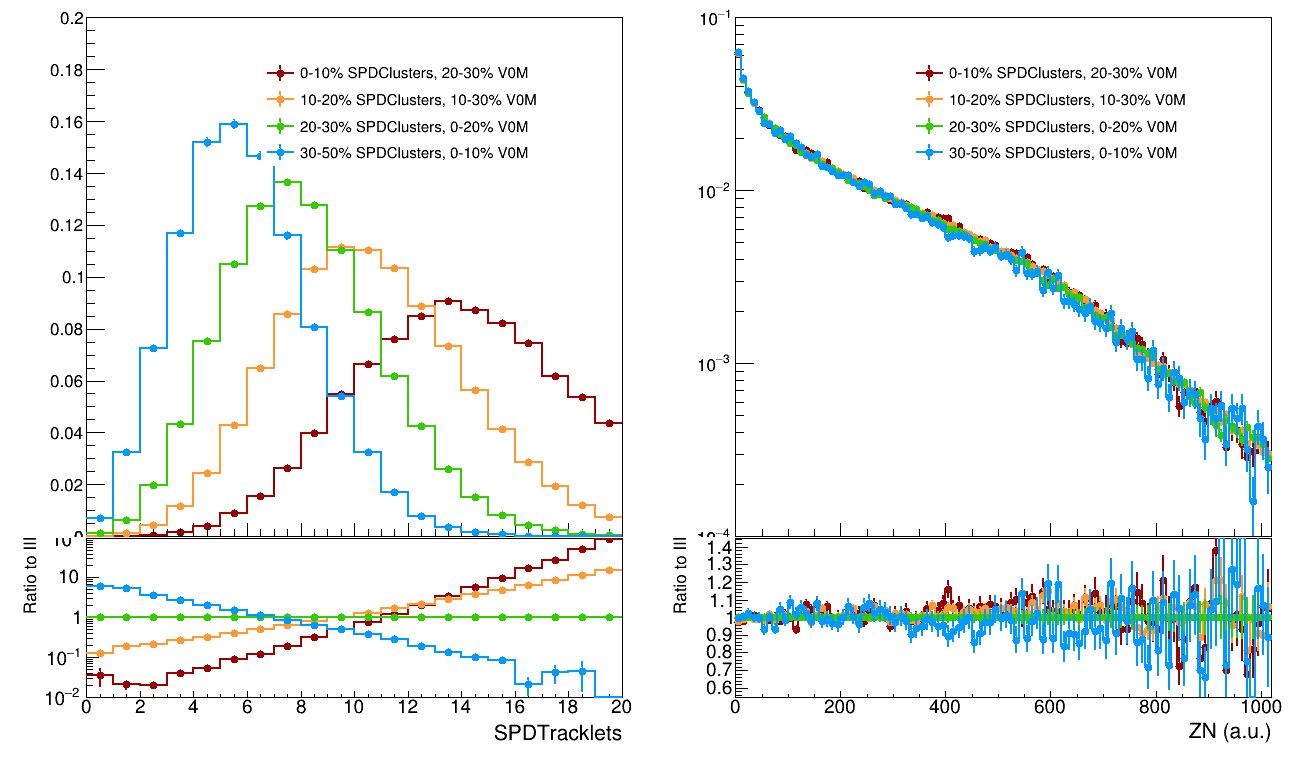 0.2
0.18
0.16
0.14
0.12
0.1
0.08
0.06
0.04
0.02
0-10% SPDClusters, 20-30% V0M
10-20% SPDClusters, 10-30% V0M
20-30% SPDClusters, 0-20% V0M
30-50% SPDClusters, 0-10% V0M
Ratio to III
10
1
10−1
10−2
0 2 4 6 8 10 12 14 16 18 20
SPDTracklets
10−1
10−2
10−3
0-10% SPDClusters, 20-30% V0M
10-20% SPDClusters, 10-30% V0M
20-30% SPDClusters, 0-20% V0M
30-50% SPDClusters, 0-10% V0M
Ratio to III
1.4
1.3
1.2
1.1
1
0.9
0.8
0.7
0.6
0 200 400 600 800 1000
ZN (a.u.)